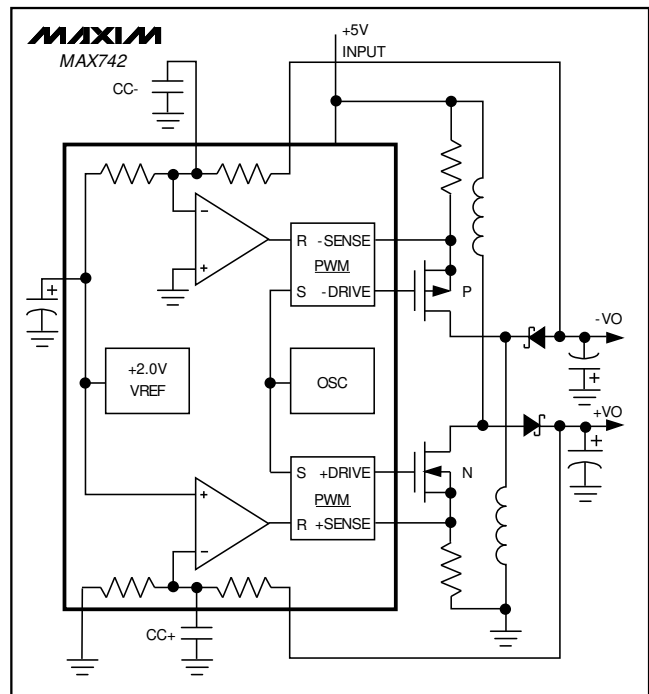 MAXIM
MAX742
+5V
INPUT
CC-
−
+
R -SENSE
PWM
S -DRIVE
P
+
-VO
+2.0V
VREF
OSC
+
+VO
+
S +DRIVE
PWM
R +SENSE
N
+
−
CC+